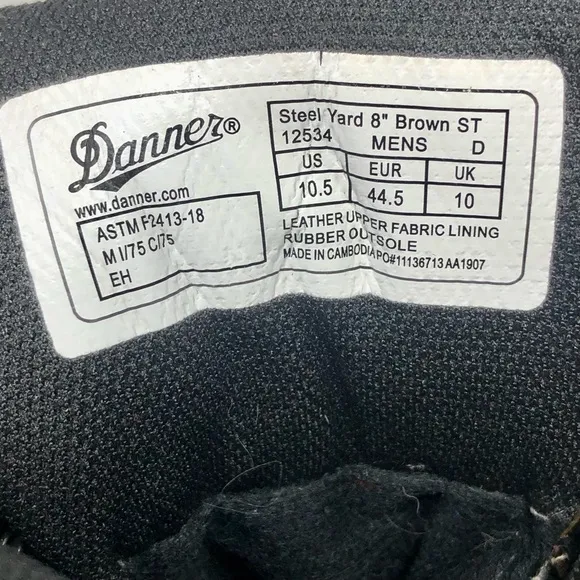 Danner®
www.danner.com
ASTM F2413-18
M I/75 C/75
EH
Steel Yard 8" Brown ST
12534 MENS D
US EUR UK
10.5 44.5 10
LEATHER UPPER FABRIC LINING
RUBBER OUTSOLE
MADE IN CAMBODIA PO#11136713 AA1907